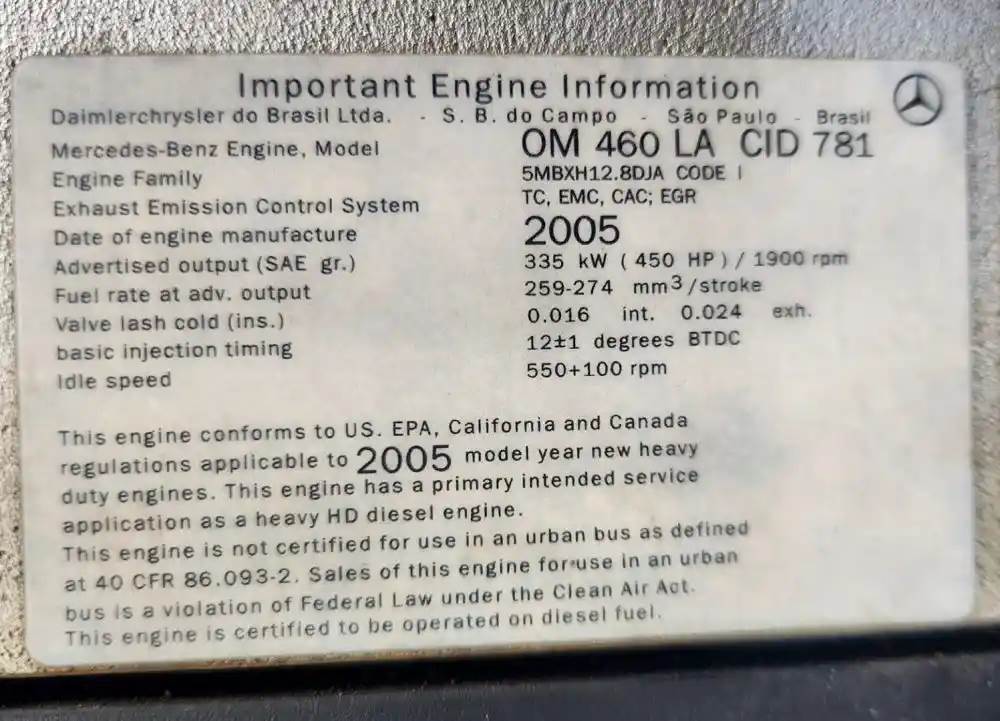 Important Engine Information
Daimlerchrysler do Brasil Ltda. - S. B. do Campo - São Paulo - Brasil
Mercedes-Benz Engine, Model OM 460 LA CID 781
Engine Family 5MBXH12.8DJA CODE I
Exhaust Emission Control System TC, EMC, CAC; EGR
Date of engine manufacture 2005
Advertised output (SAE gr.) 335 kW ( 450 HP ) / 1900 rpm
Fuel rate at adv. output 259-274 mm3/stroke
Valve lash cold (ins.) 0.016 int. 0.024 exh.
basic injection timing 12±1 degrees BTDC
Idle speed 550+100 rpm
This engine conforms to US. EPA, California and Canada
regulations applicable to 2005 model year new heavy
duty engines. This engine has a primary intended service
application as a heavy HD diesel engine.
This engine is not certified for use in an urban bus as defined
at 40 CFR 86.093-2. Sales of this engine for use in an urban
bus is a violation of Federal Law under the Clean Air Act.
This engine is certified to be operated on diesel fuel.